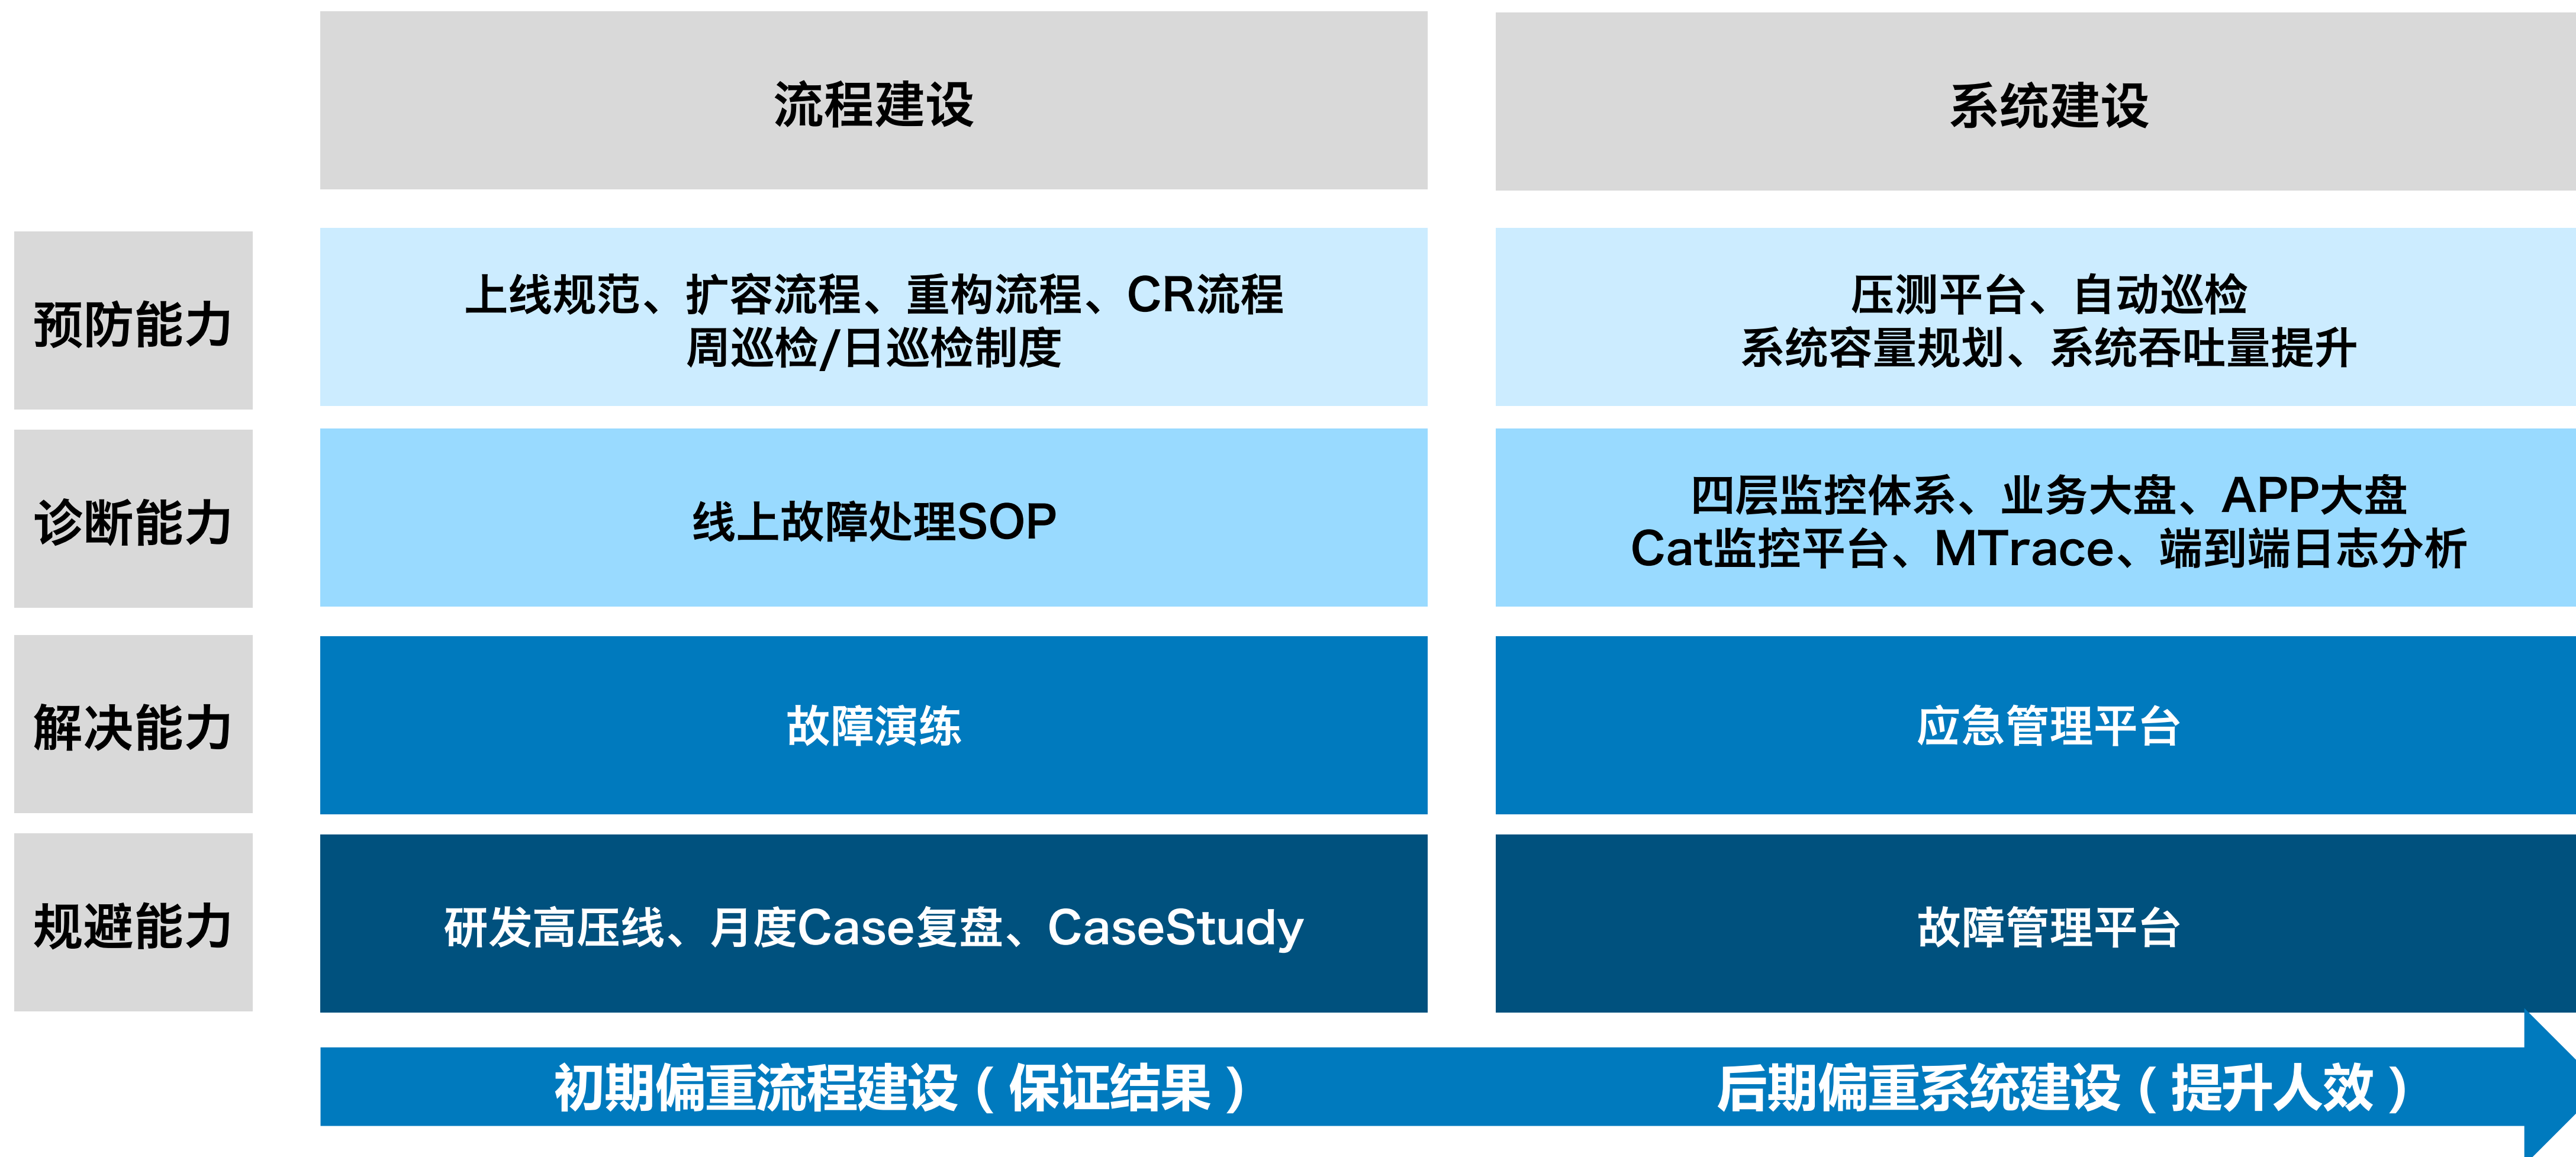 流程建设
系统建设
预防能力
上线规范、扩容流程、重构流程、CR流程
周巡检/日巡检制度
压测平台、自动巡检
系统容量规划、系统吞吐量提升
诊断能力
线上故障处理SOP
四层监控体系、业务大盘、APP大盘
Cat监控平台、MTrace、端到端日志分析
解决能力
故障演练
应急管理平台
规避能力
研发高压线、月度Case复盘、CaseStudy
故障管理平台
初期偏重流程建设（保证结果）
后期偏重系统建设（提升人效）